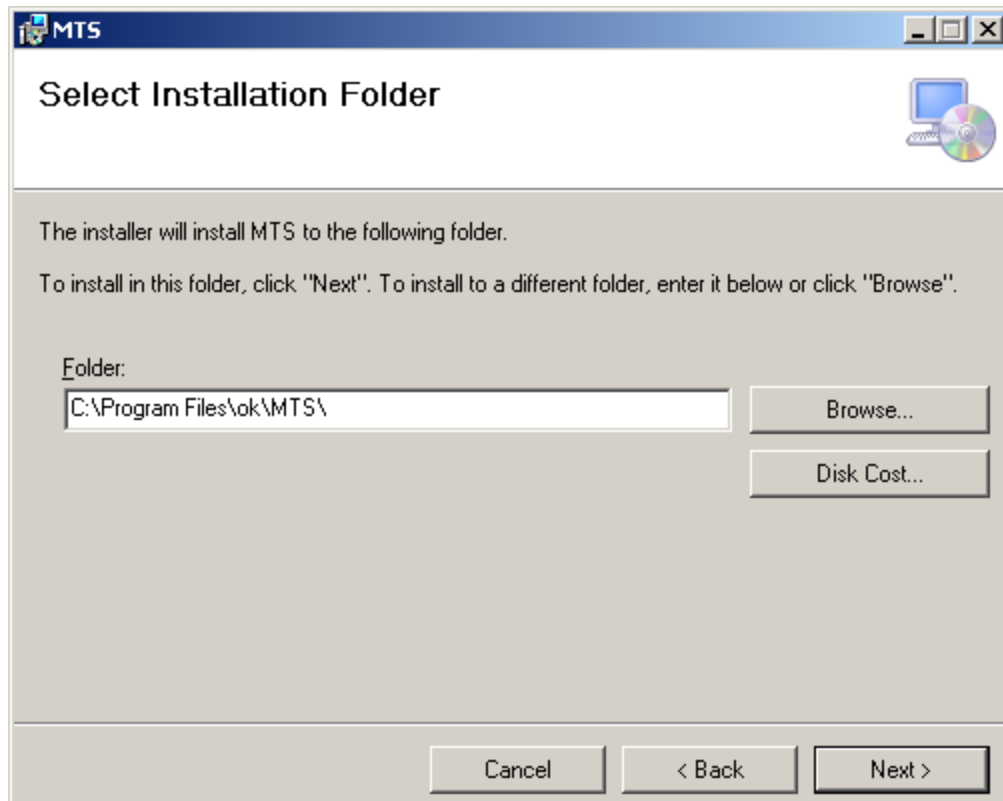 MTS
Select Installation Folder
The installer will install MTS to the following folder.
To install in this folder, click "Next". To install to a different folder, enter it below or click "Browse".
Folder:
C:\Program Files\ok\MTS\
Browse...
Disk Cost...
Cancel
< Back
Next >